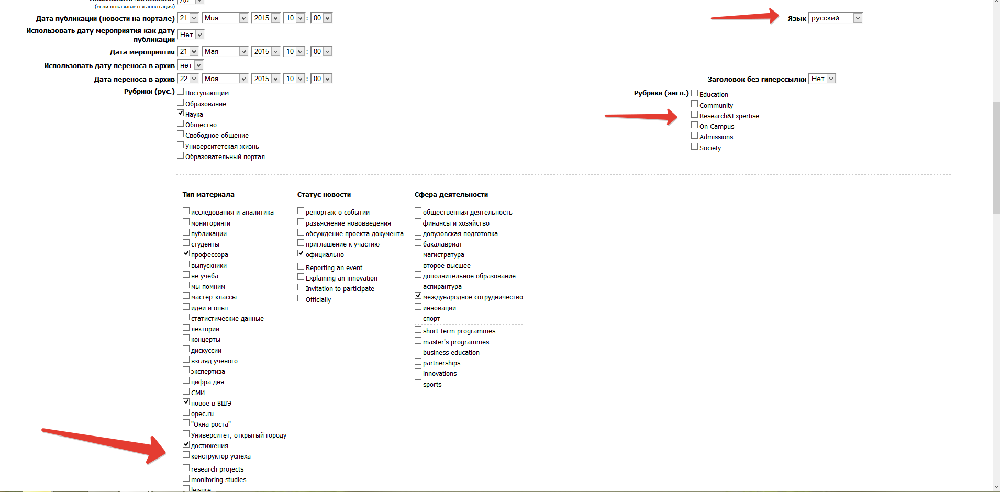 Показывать заголовок? Да
(если показывается аннотация)
Дата публикации (новости на портале) 21 Мая 2015 10 : 00 Язык русский
Использовать дату мероприятия как дату
публикации Нет
Дата мероприятия 21 Мая 2015 10 : 00
Использовать дату переноса в архив нет
Дата переноса в архив 22 Мая 2015 10 : 00 Заголовок без гиперссылки Нет
Рубрики (рус.)
Поступающим
Образование
Наука
Общество
Свободное общение
Университетская жизнь
Образовательный портал
Рубрики (англ.)
Education
Community
Research&Expertise
On Campus
Admissions
Society
Тип материала
исследования и аналитика
мониторинги
публикации
студенты
профессора
выпускники
не учеба
мы помним
мастер-классы
идеи и опыт
статистические данные
лектории
концерты
дискуссии
взгляд ученого
экспертиза
цифра дня
СМИ
новое в ВШЭ
opec.ru
"Окна роста"
Университет, открытый городу
достижения
конструктор успеха
research projects
monitoring studies
leisure
Статус новости
репортаж о событии
разъяснение нововведения
обсуждение проекта документа
приглашение к участию
официально
Reporting an event
Explaining an innovation
Invitation to participate
Officially
Сфера деятельности
общественная деятельность
финансы и хозяйство
довузовская подготовка
бакалавриат
магистратура
второе высшее
дополнительное образование
аспирантура
международное сотрудничество
инновации
спорт
short-term programmes
master's programmes
business education
partnerships
innovations
sports